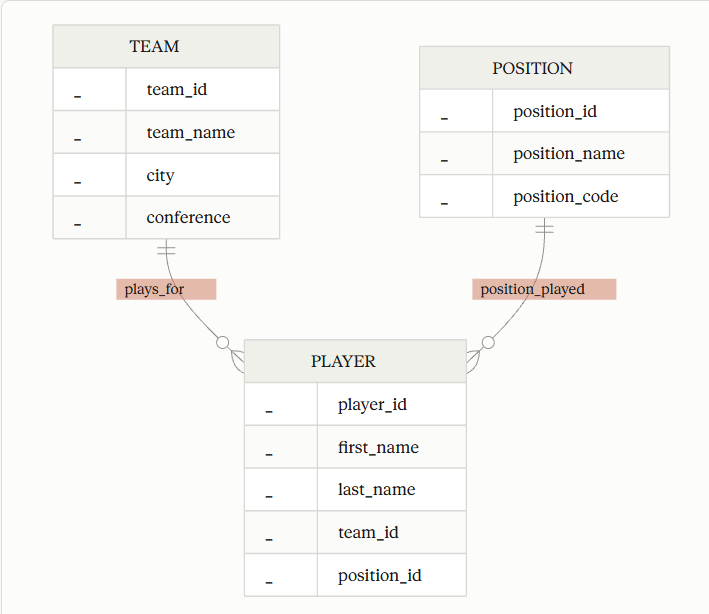 TEAM
_ team_id
_ team_name
_ city
_ conference
POSITION
_ position_id
_ position_name
_ position_code
plays_for
position_played
PLAYER
_ player_id
_ first_name
_ last_name
_ team_id
_ position_id